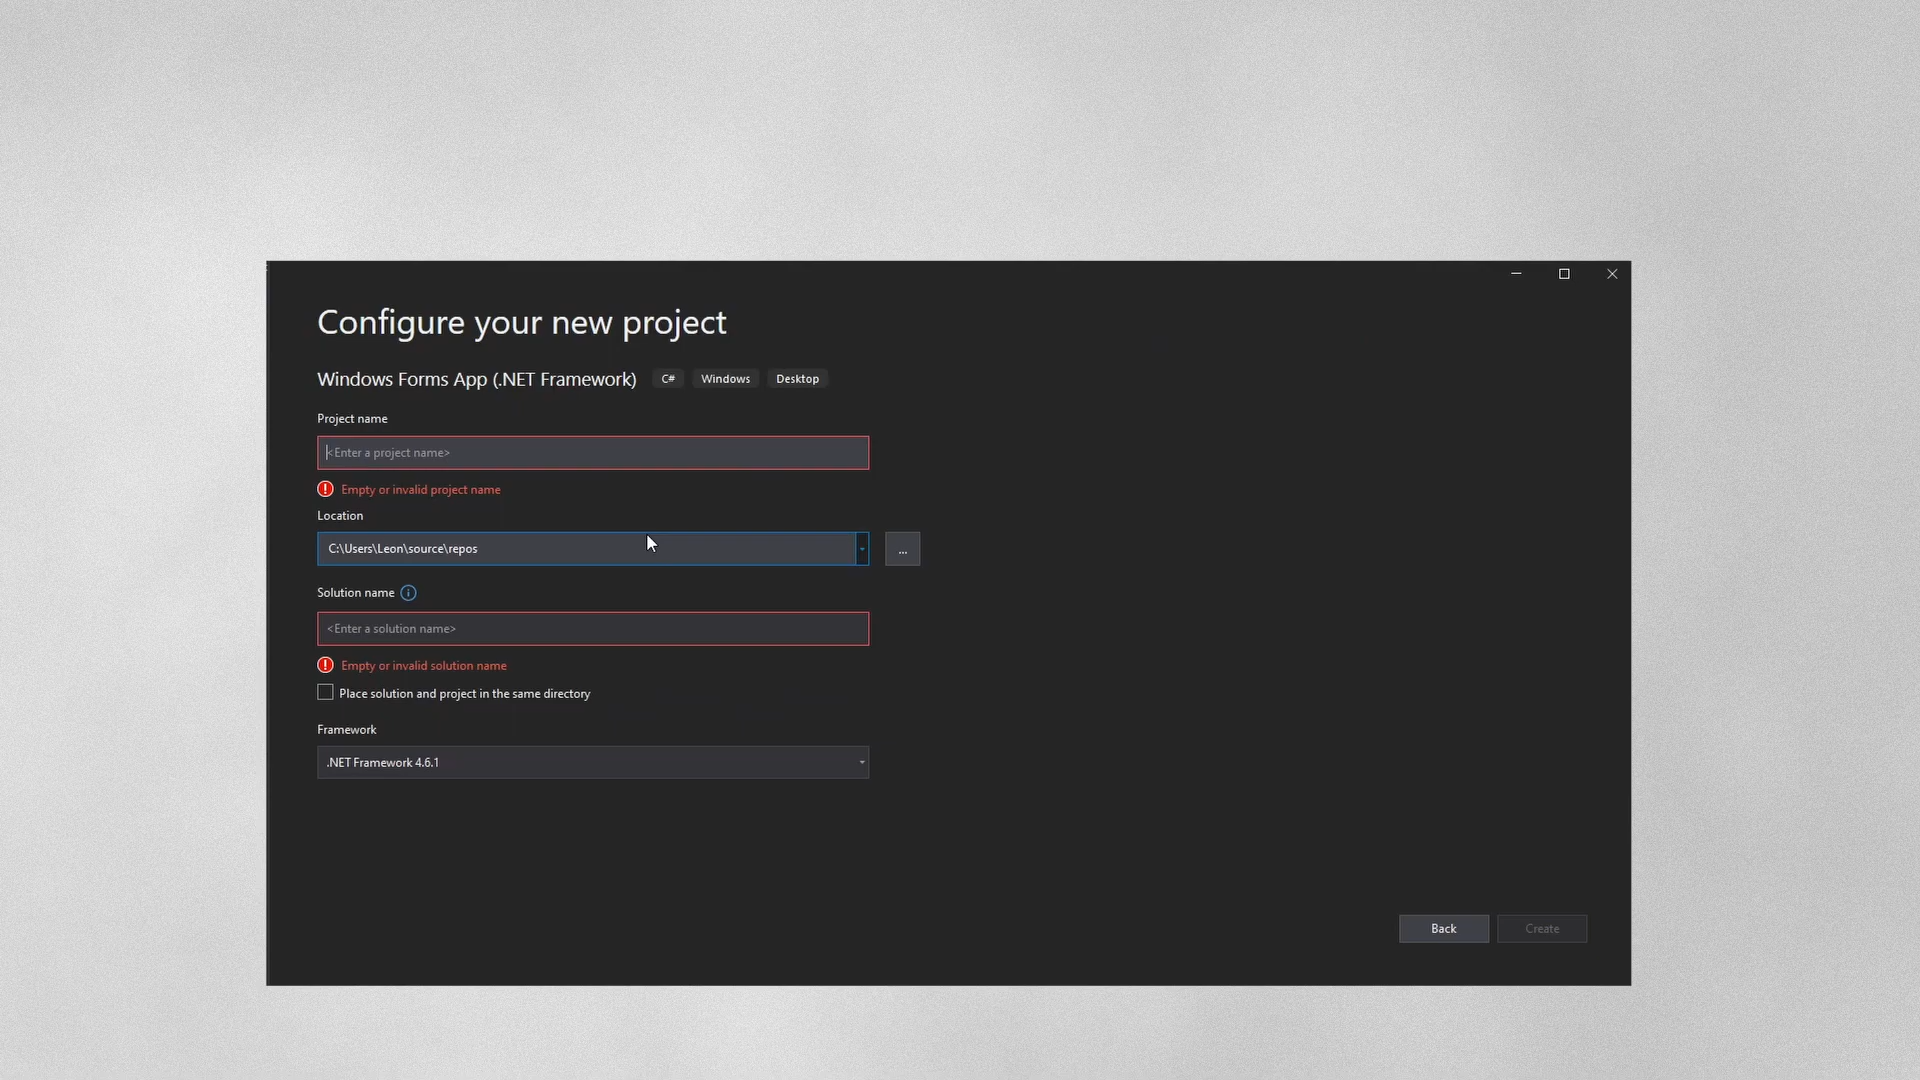 Configure your new project
Windows Forms App (.NET Framework) C# Windows Desktop
Project name
<Enter a project name>
Empty or invalid project name
Location
C:\Users\Leon\source\repos
...
Solution name
<Enter a solution name>
Empty or invalid solution name
Place solution and project in the same directory
Framework
.NET Framework 4.6.1
Back Create